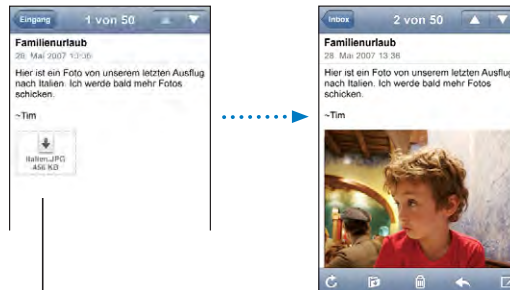 Eingang 1 von 50
Familienurlaub
28. Mai 2007 13:36
Hier ist ein Foto von unserem letzten Ausflug
nach Italien. Ich werde bald mehr Fotos
schicken.
~Tim
Italien.JPG
456 KB
Inbox 2 von 50
Familienurlaub
28. Mai 2007 13:36
Hier ist ein Foto von unserem letzten Ausflug
nach Italien. Ich werde bald mehr Fotos
schicken.
~Tim